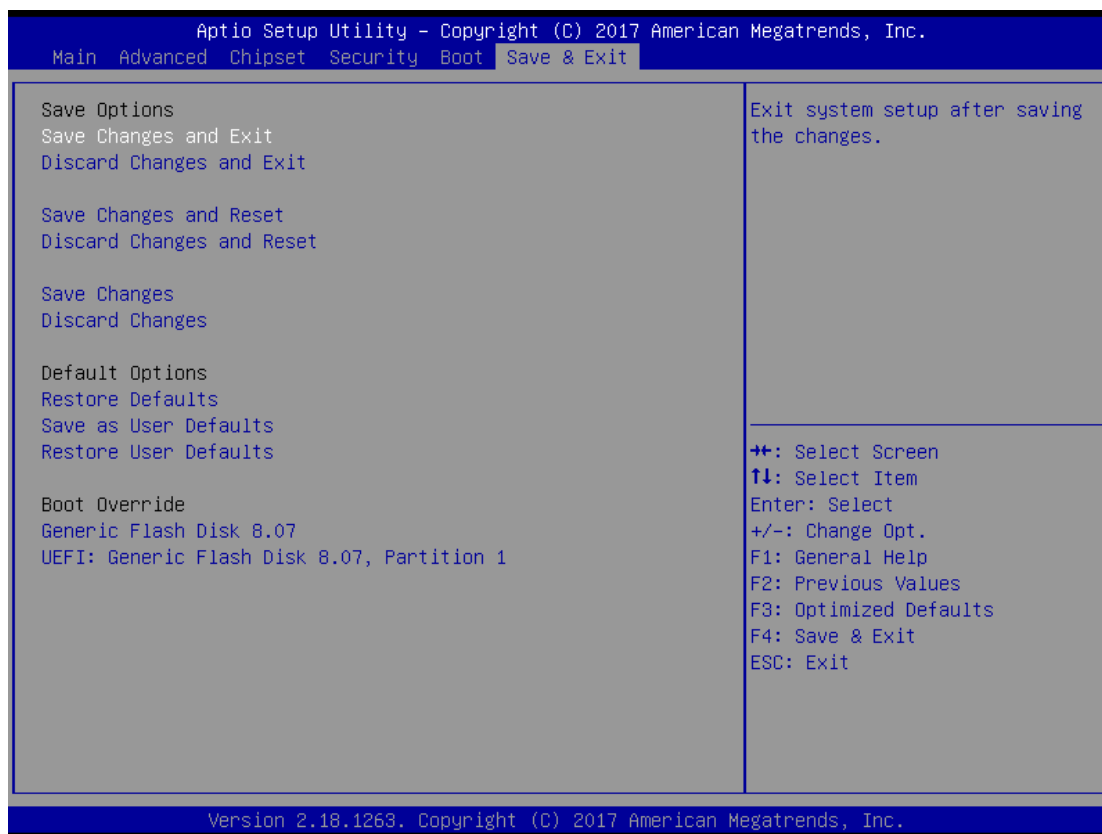 Aptio Setup Utility – Copyright (C) 2017 American Megatrends, Inc.
Main Advanced Chipset Security Boot Save & Exit
Save Options
Save Changes and Exit
Discard Changes and Exit
Save Changes and Reset
Discard Changes and Reset
Save Changes
Discard Changes
Default Options
Restore Defaults
Save as User Defaults
Restore User Defaults
Boot Override
Generic Flash Disk 8.07
UEFI: Generic Flash Disk 8.07, Partition 1
Exit system setup after saving
the changes.
→←: Select Screen
↑↓: Select Item
Enter: Select
+/-: Change Opt.
F1: General Help
F2: Previous Values
F3: Optimized Defaults
F4: Save & Exit
ESC: Exit
Version 2.18.1263. Copyright (C) 2017 American Megatrends, Inc.